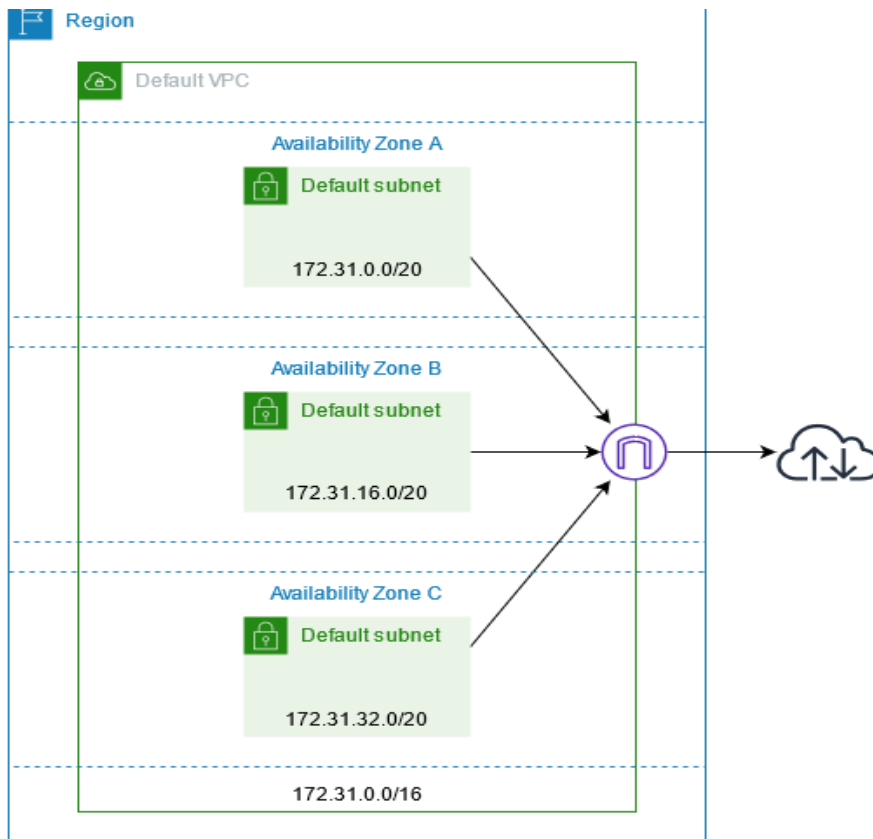 Region
Default VPC
Availability Zone A
Default subnet
172.31.0.0/20
Availability Zone B
Default subnet
172.31.16.0/20
Availability Zone C
Default subnet
172.31.32.0/20
172.31.0.0/16